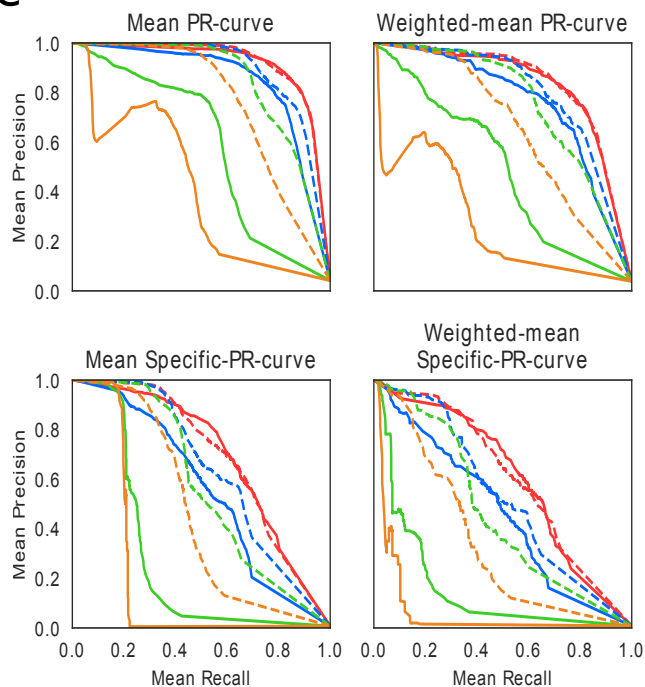 Mean PR-curve
Weighted-mean PR-curve
1.0
0.8
0.6
0.4
0.2
0.0
Mean Precision
Mean Specific-PR-curve
Weighted-mean
Specific-PR-curve
1.0
0.8
0.6
0.4
0.2
0.0
Mean Precision
0.0 0.2 0.4 0.6 0.8 1.0
0.0 0.2 0.4 0.6 0.8 1.0
Mean Recall
Mean Recall